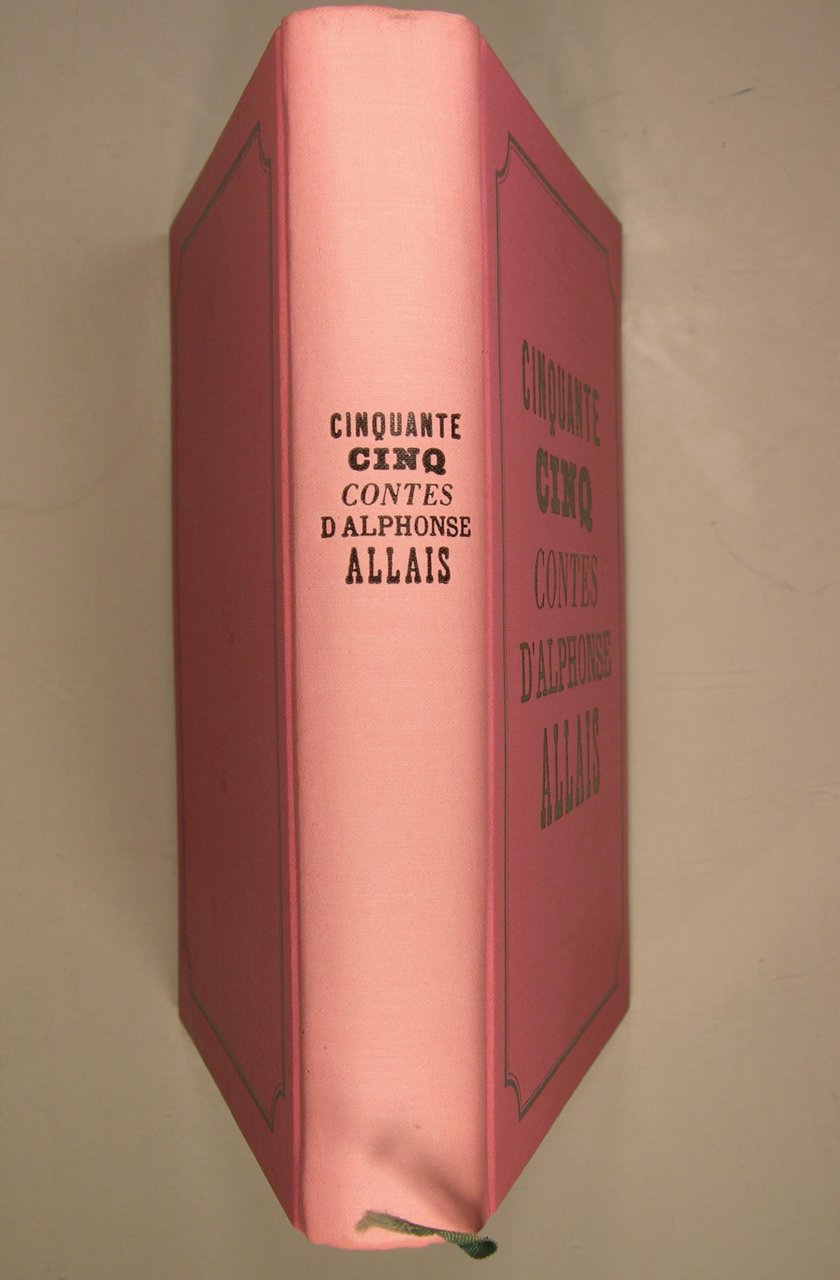 CINQUANTE
CINQ
CONTES
D'ALPHONSE
ALLAIS
CINQUANTE
CINQ
CONTES
D'ALPHONSE
ALLAIS